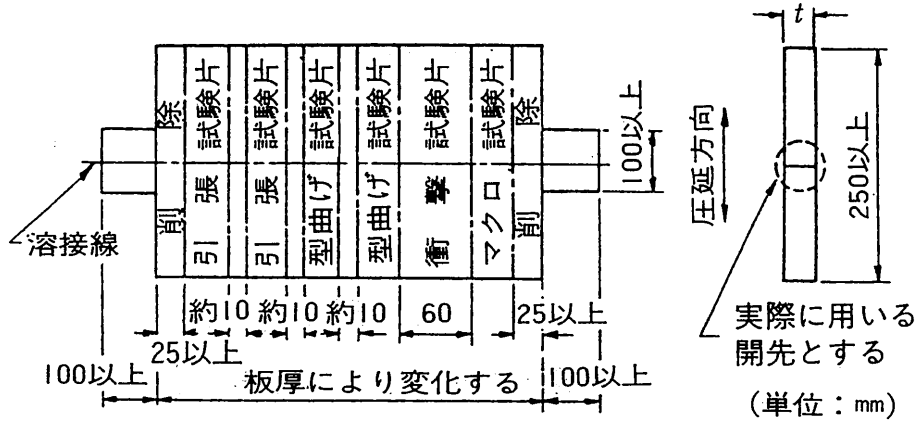 t
削除
引張試験片
引張試験片
型曲げ試験片
型曲げ試験片
衝撃試験片
マクロ試験片
削除
100以上
圧延方向
250以上
溶接線
約10 約10 約10 60 25以上
25以上
100以上 板厚により変化する 100以上
実際に用いる
開先とする
(単位：mm)